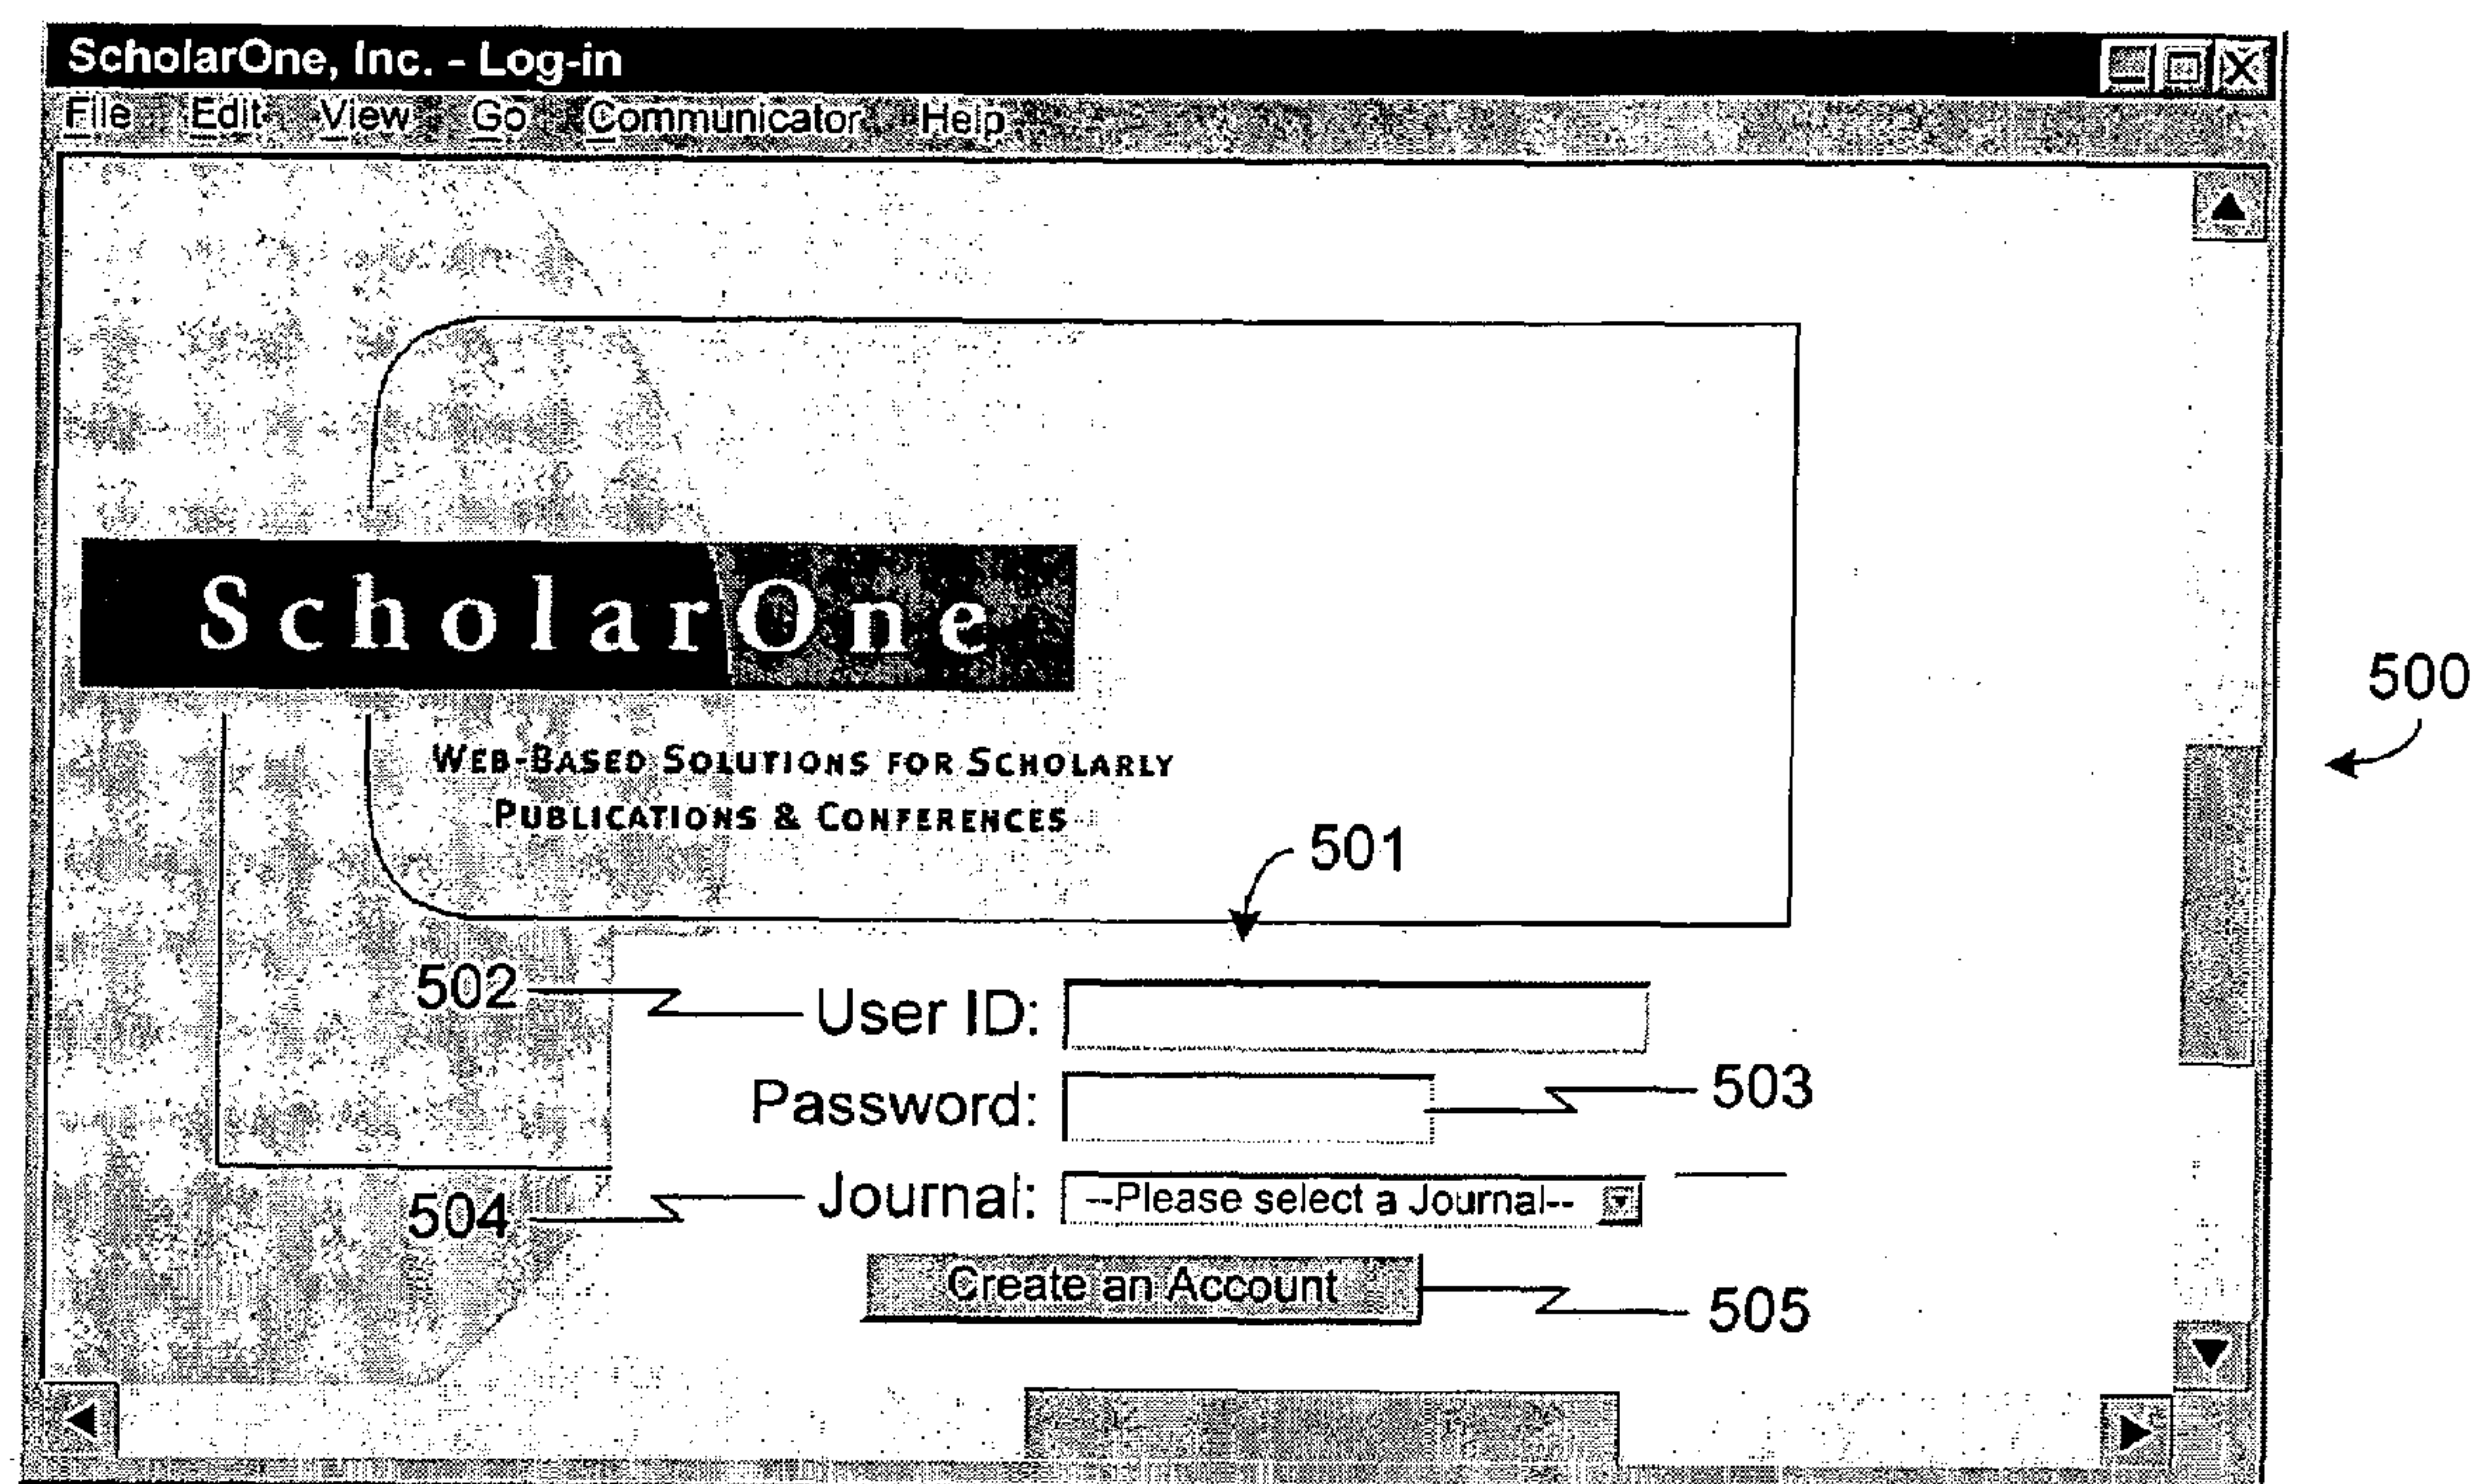 ScholarOne, Inc. - Log-in
File Edit View Go Communicator Help
ScholarOne
500
WEB-BASED SOLUTIONS FOR SCHOLARLY
PUBLICATIONS & CONFERENCES
501
502 User ID:
Password: 503
504 Journal: --Please select a Journal--
Create an Account 505